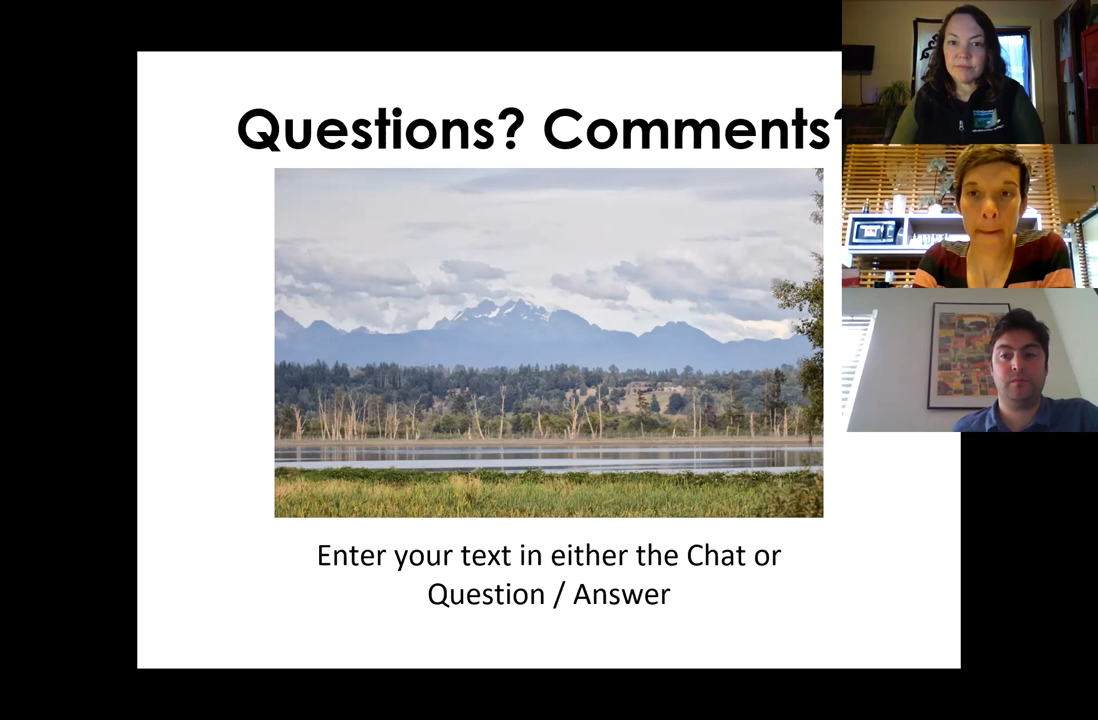 Questions? Comments?
Enter your text in either the Chat or
Question / Answer